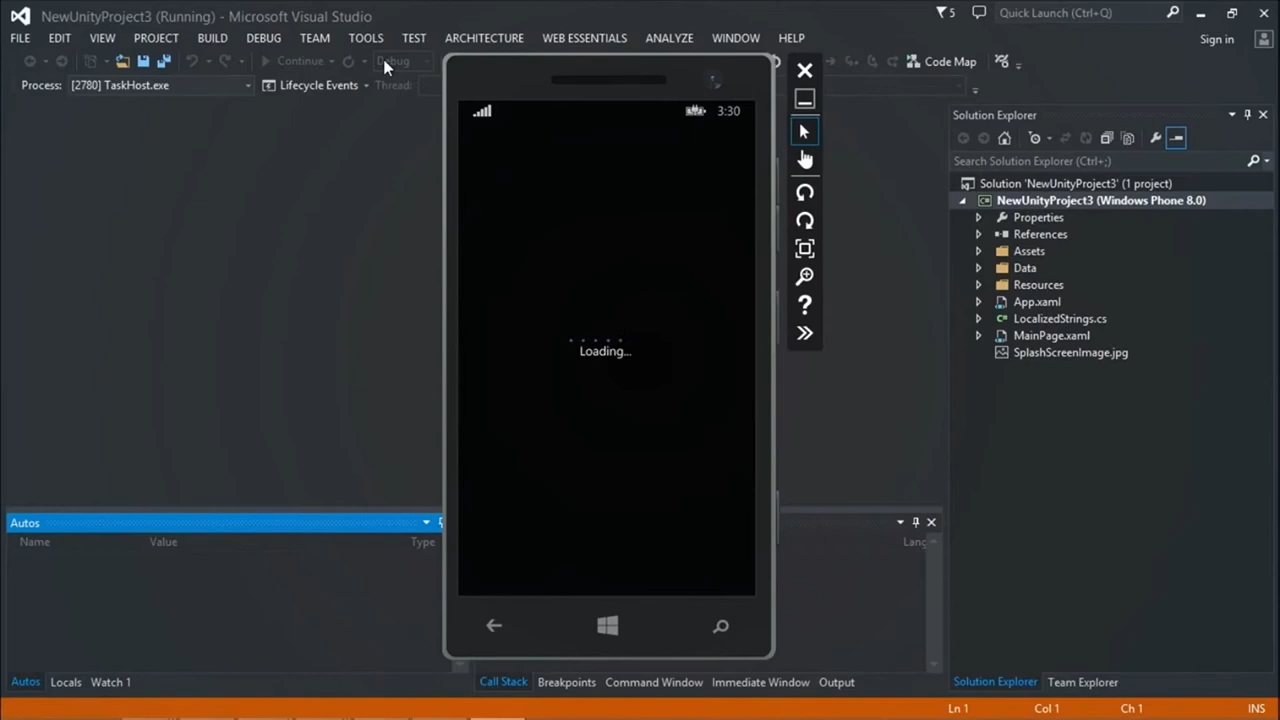 NewUnityProject3 (Running) - Microsoft Visual Studio
5
Quick Launch (Ctrl+Q)
FILE EDIT VIEW PROJECT BUILD DEBUG TEAM TOOLS TEST ARCHITECTURE WEB ESSENTIALS ANALYZE WINDOW HELP
Sign in
Continue Debug Code Map
Process: [2780] TaskHost.exe Lifecycle Events Thread:
3:30
Loading...
Solution Explorer
Search Solution Explorer (Ctrl+;)
Solution 'NewUnityProject3' (1 project)
NewUnityProject3 (Windows Phone 8.0)
Properties
References
Assets
Data
Resources
App.xaml
LocalizedStrings.cs
MainPage.xaml
SplashScreenImage.jpg
Autos
Name Value Type
Lang
Autos Locals Watch 1
Call Stack Breakpoints Command Window Immediate Window Output
Solution Explorer Team Explorer
Ln 1 Col 1 Ch 1 INS